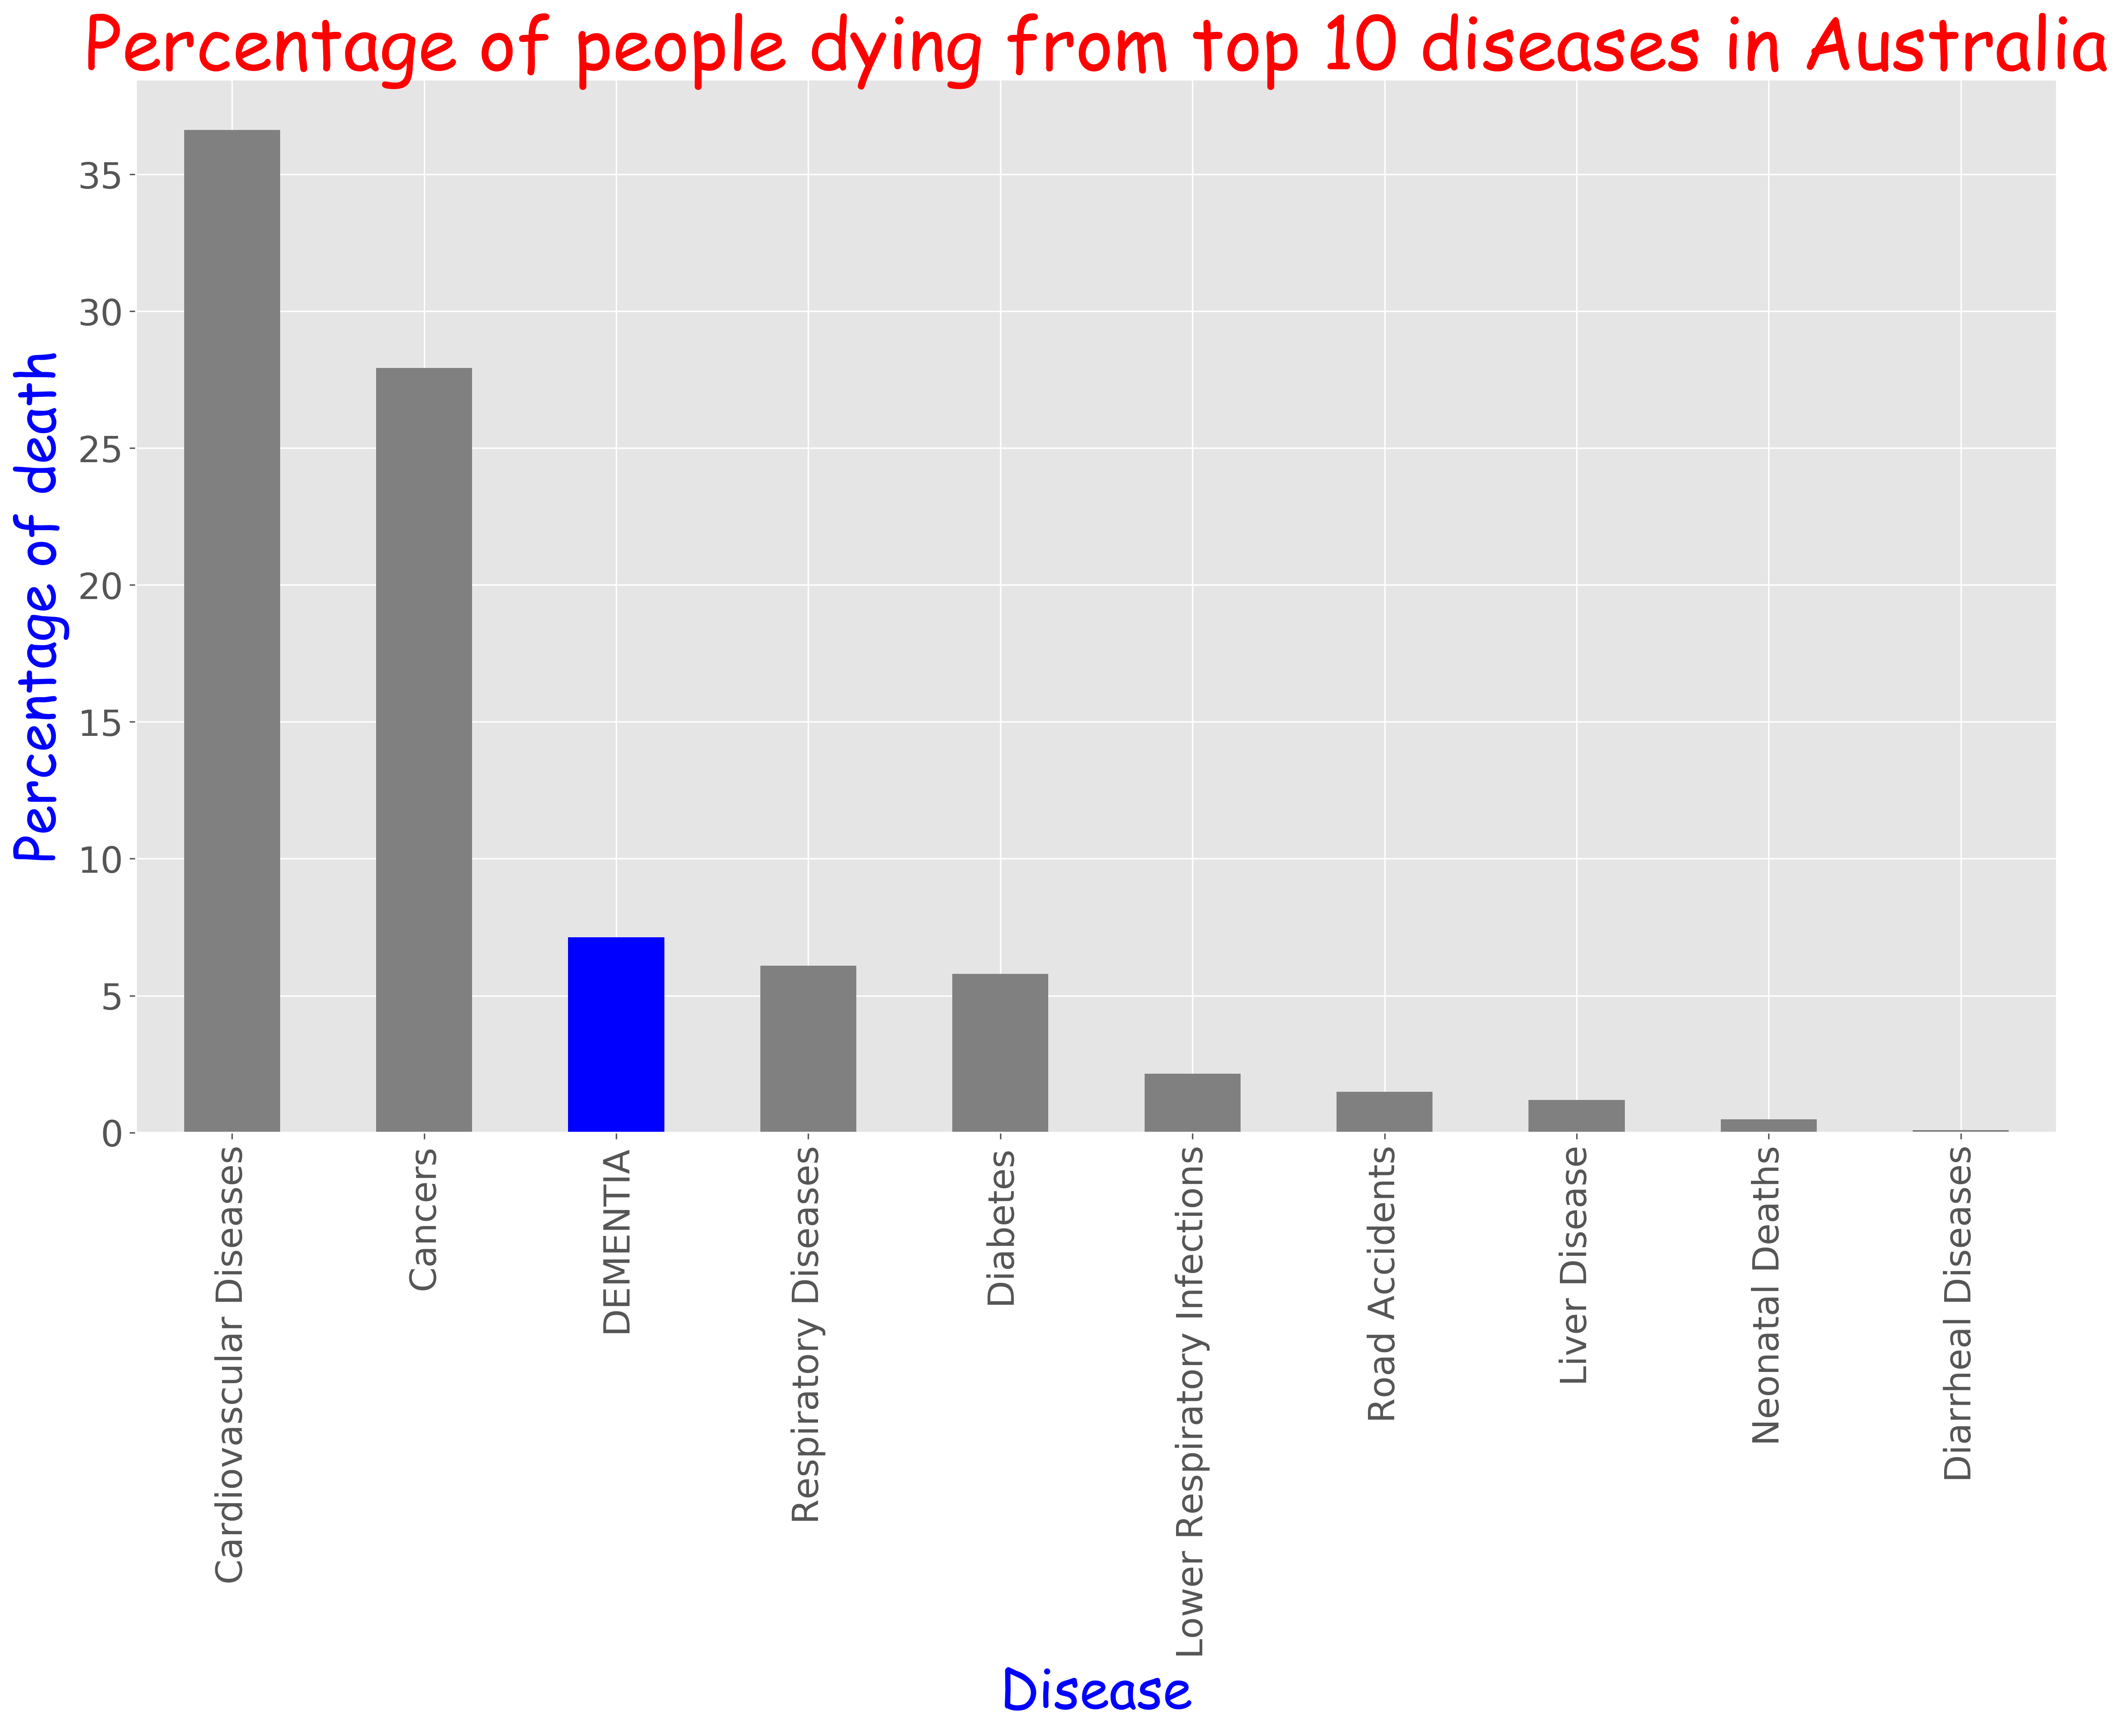 Percentage of people dying from top 10 diseases in Australia
Percentage of death
35
30
25
20
15
10
5
0
Cardiovascular Diseases
Cancers
DEMENTIA
Respiratory Diseases
Diabetes
Lower Respiratory Infections
Road Accidents
Liver Disease
Neonatal Deaths
Diarrheal Diseases
Disease